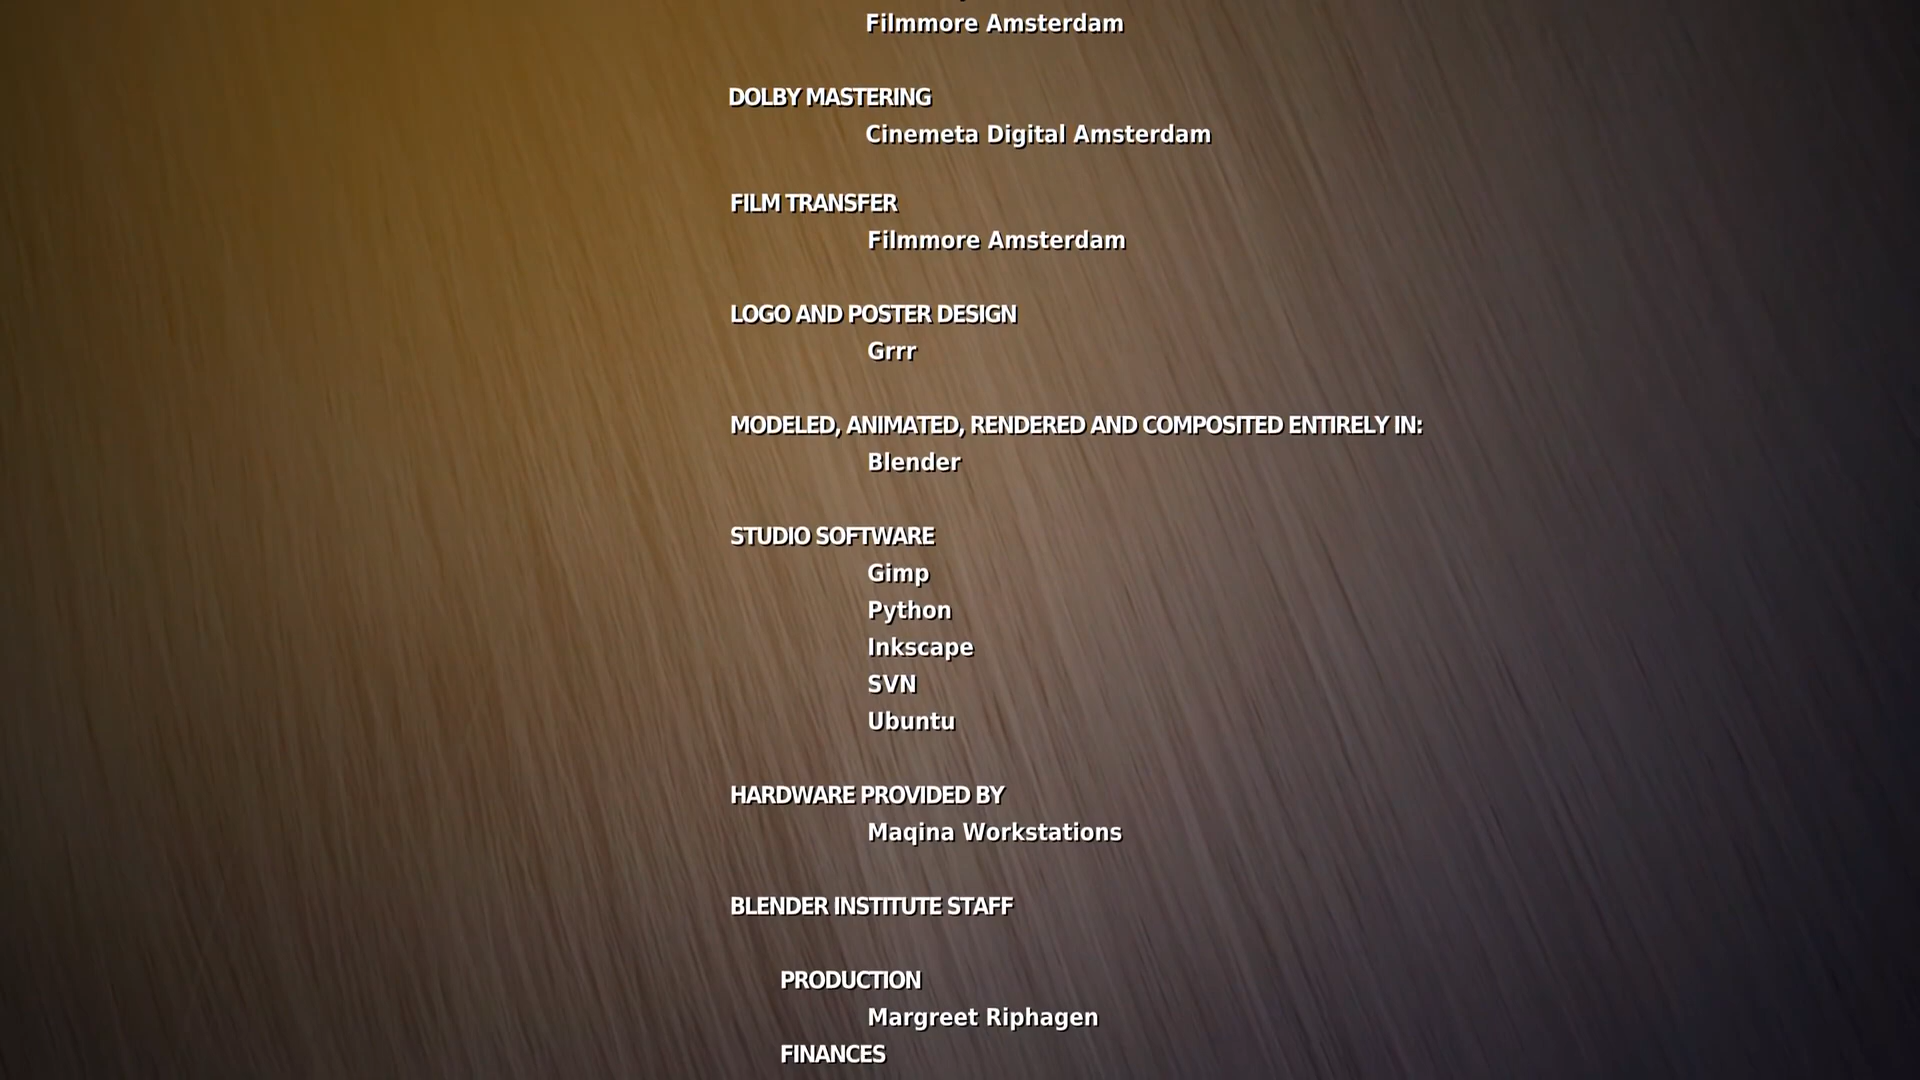 Filmmore Amsterdam
DOLBY MASTERING
Cinemeta Digital Amsterdam
FILM TRANSFER
Filmmore Amsterdam
LOGO AND POSTER DESIGN
Grrr
MODELED, ANIMATED, RENDERED AND COMPOSITED ENTIRELY IN:
Blender
STUDIO SOFTWARE
Gimp
Python
Inkscape
SVN
Ubuntu
HARDWARE PROVIDED BY
Maqina Workstations
BLENDER INSTITUTE STAFF
PRODUCTION
Margreet Riphagen
FINANCES